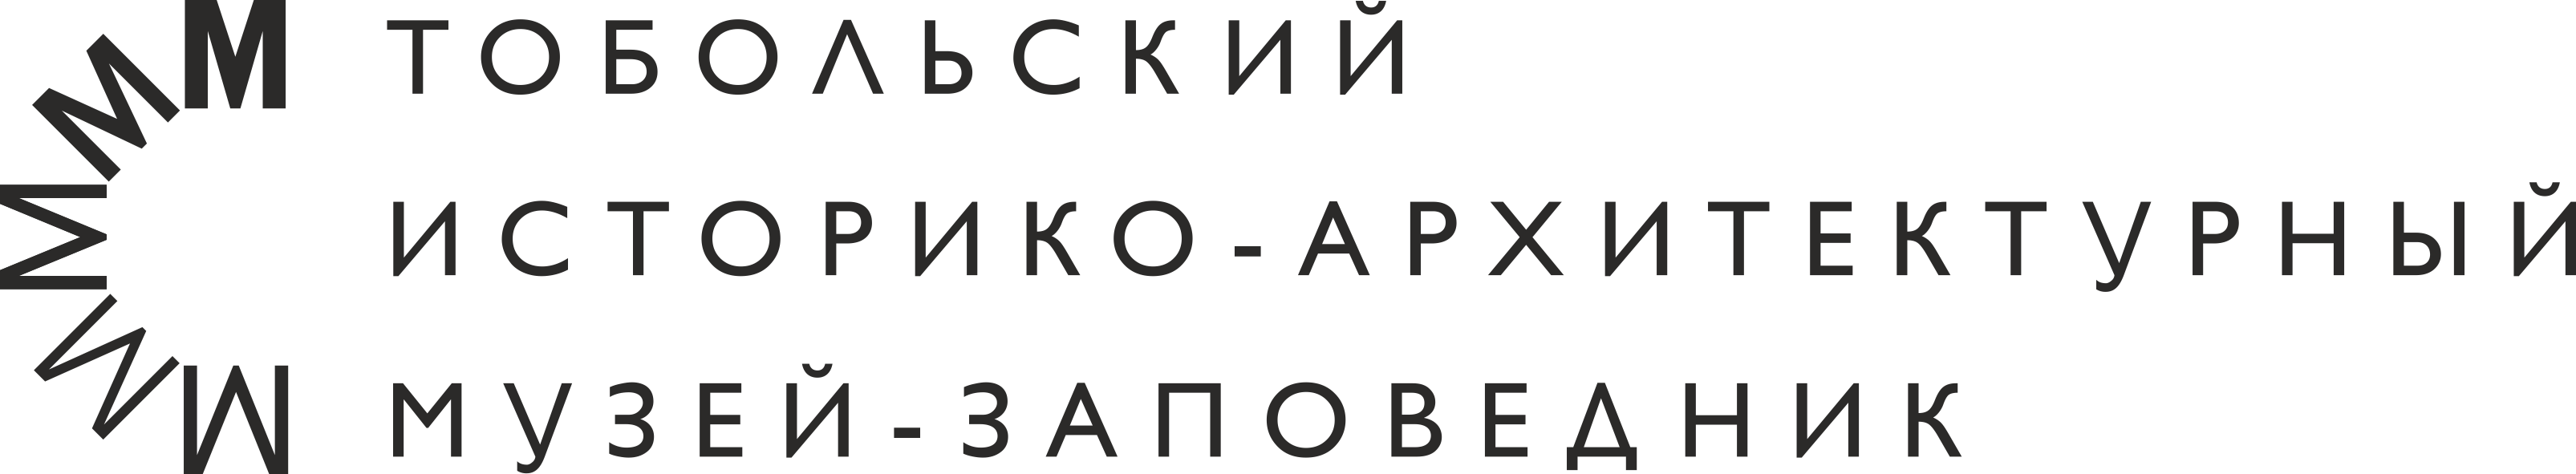 М М М М М
ТОБОЛЬСКИЙ
ИСТОРИКО-АРХИТЕКТУРНЫЙ
МУЗЕЙ-ЗАПОВЕДНИК